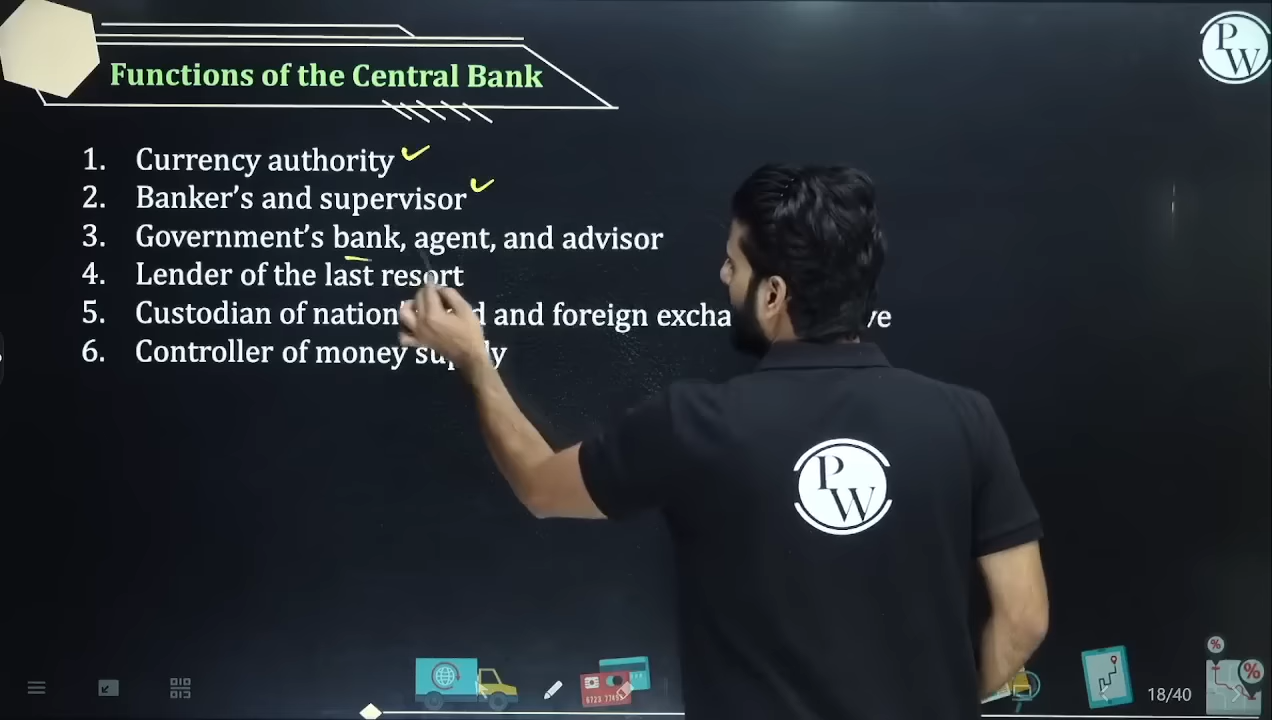 P
W
Functions of the Central Bank
1. Currency authority
2. Banker's and supervisor
3. Government's bank, agent, and advisor
4. Lender of the last resort
5. Custodian of and foreign
6. Controller of money
P
W
18/40
%
%